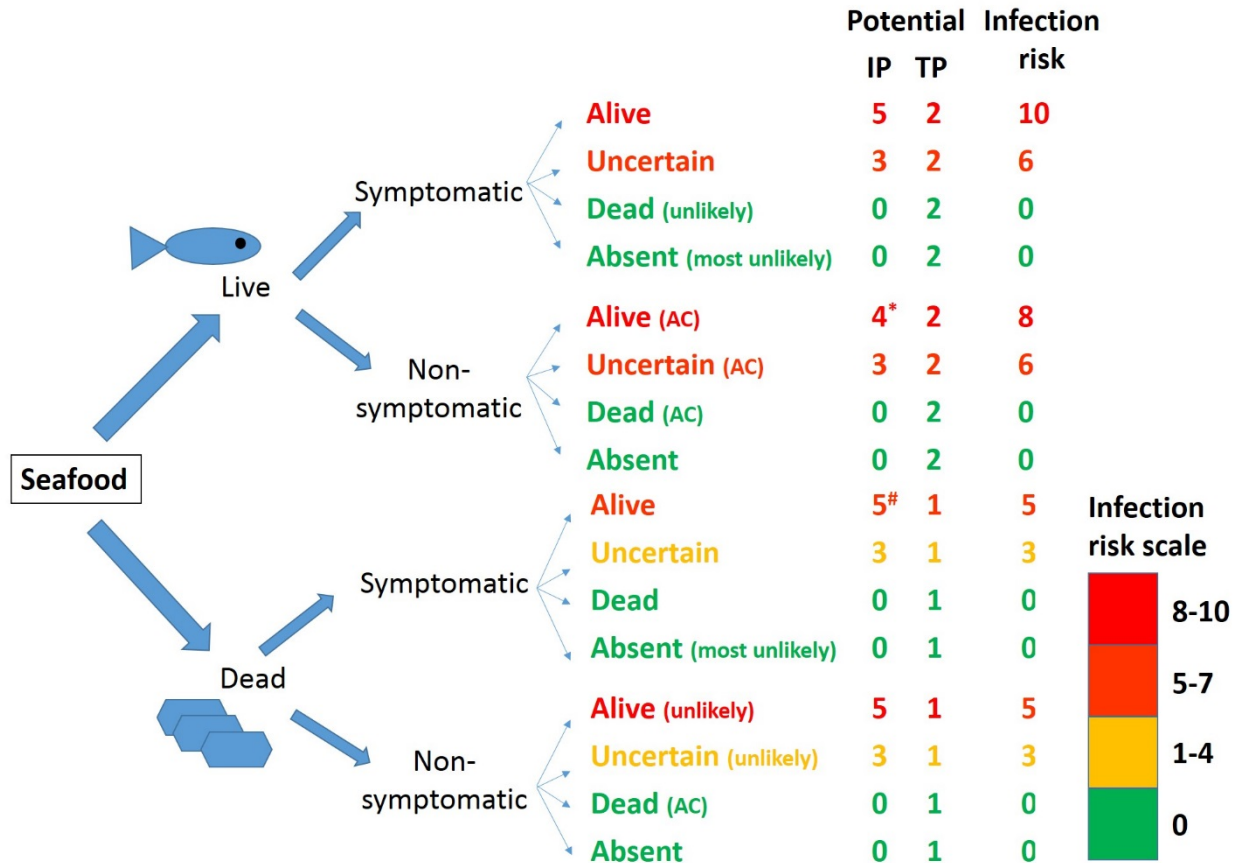 Potential Infection
IP TP risk
Alive 5 2 10
Uncertain 3 2 6
Symptomatic
Dead (unlikely) 0 2 0
Absent (most unlikely) 0 2 0
Live
Alive (AC) 4* 2 8
Uncertain (AC) 3 2 6
Non-
symptomatic
Dead (AC) 0 2 0
Absent 0 2 0
Seafood
Alive 5# 1 5
Uncertain 3 1 3
Symptomatic
Dead 0 1 0
Absent (most unlikely) 0 1 0
Dead
Alive (unlikely) 5 1 5
Uncertain (unlikely) 3 1 3
Non-
symptomatic
Dead (AC) 0 1 0
Absent 0 1 0
Infection
risk scale
8-10
5-7
1-4
0